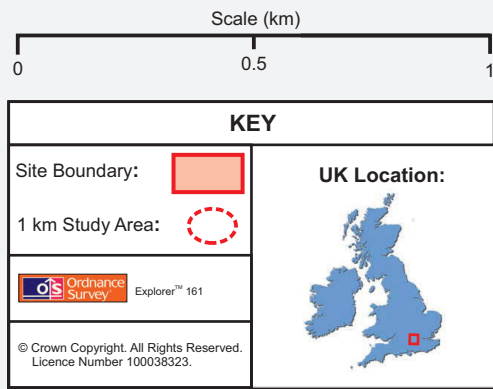 Scale (km)
0 0.5 1
KEY
Site Boundary:
1 km Study Area:
OS Ordnance Survey®
Explorer™ 161
© Crown Copyright. All Rights Reserved.
Licence Number 100038323.
UK Location: